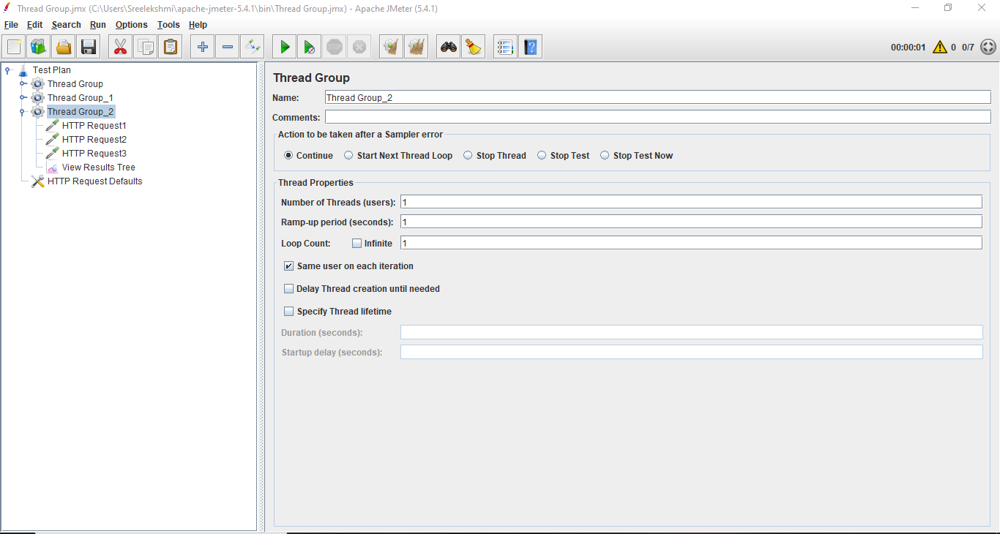 Thread Group.jmx (C:\Users\Sreelekshmi\apache-jmeter-5.4.1\bin\Thread Group.jmx) - Apache JMeter (5.4.1)
File Edit Search Run Options Tools Help
STOP 00:00:01 0 0/7
Test Plan
Thread Group
Thread Group_1
Thread Group_2
HTTP Request1
HTTP Request2
HTTP Request3
View Results Tree
HTTP Request Defaults
Thread Group
Name: Thread Group_2
Comments:
Action to be taken after a Sampler error
Continue Start Next Thread Loop Stop Thread Stop Test Stop Test Now
Thread Properties
Number of Threads (users): 1
Ramp-up period (seconds): 1
Loop Count: Infinite 1
Same user on each iteration
Delay Thread creation until needed
Specify Thread lifetime
Duration (seconds):
Startup delay (seconds):